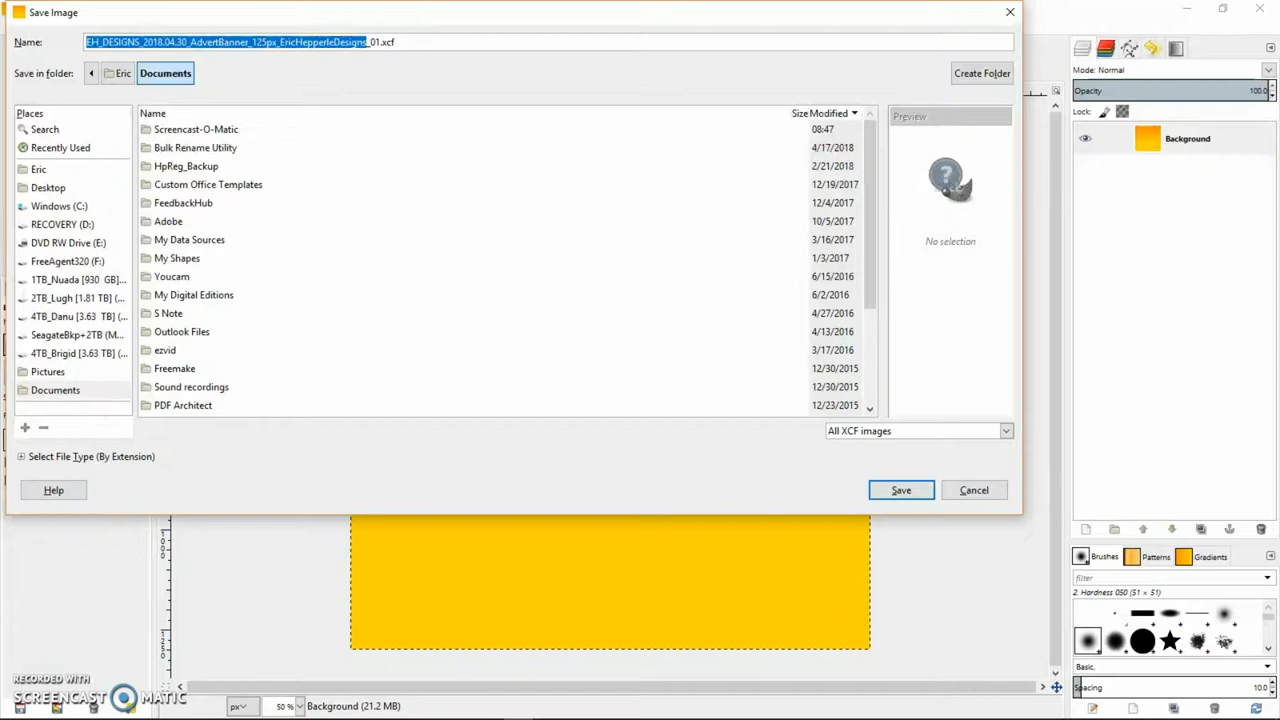 Save Image
Name: EH_DESIGNS_2018.04.30_AdvertBanner_125px_EricHepperleDesigns_01.xcf
Save in folder: Eric Documents Create Folder
Places
Search
Recently Used
Eric
Desktop
Windows (C:)
RECOVERY (D:)
DVD RW Drive (E:)
FreeAgent320 (F:)
1TB_Nuada [930 GB]...
2TB_Lugh [1.81 TB] (...
4TB_Danu [3.63 TB] (...
SeagateBkp+2TB (M...
4TB_Brigid [3.63 TB] (...
Pictures
Documents
Name Size Modified
Screencast-O-Matic 08:47
Bulk Rename Utility 4/17/2018
HpReg_Backup 2/21/2018
Custom Office Templates 12/19/2017
FeedbackHub 12/4/2017
Adobe 10/5/2017
My Data Sources 3/16/2017
My Shapes 1/3/2017
Youcam 6/15/2016
My Digital Editions 6/2/2016
S Note 4/27/2016
Outlook Files 4/13/2016
ezvid 3/17/2016
Freemake 12/30/2015
Sound recordings 12/30/2015
PDF Architect 12/23/2015
Preview
No selection
All XCF images
Select File Type (By Extension)
Help Save Cancel
Mode: Normal
Opacity 100.0
Lock:
Background
Brushes Patterns Gradients
filter
2. Hardness 050 (51 × 51)
Basic,
Spacing 10.0
1000
1250
RECORDED WITH
SCREENCAST MATIC
px 50 % Background (21.2 MB)